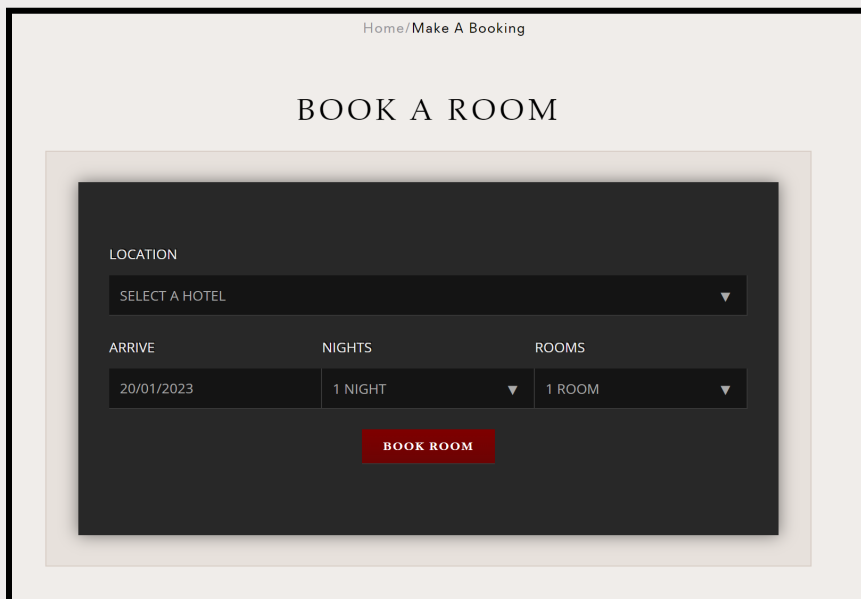 Home/Make A Booking
BOOK A ROOM
LOCATION
SELECT A HOTEL ▼
ARRIVE NIGHTS ROOMS
20/01/2023 1 NIGHT ▼ 1 ROOM ▼
BOOK ROOM